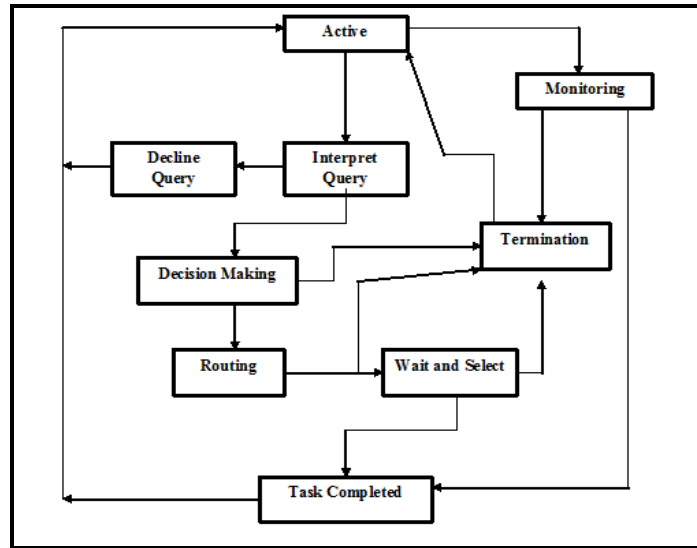 Active
Monitoring
Decline
Query
Interpret
Query
Termination
Decision Making
Routing
Wait and Select
Task Completed